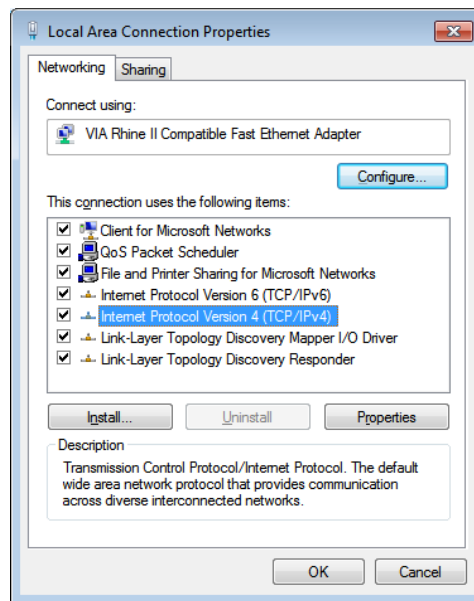 Local Area Connection Properties
Networking
Sharing
Connect using:
VIA Rhine II Compatible Fast Ethernet Adapter
Configure...
This connection uses the following items:
Client for Microsoft Networks
QoS Packet Scheduler
File and Printer Sharing for Microsoft Networks
Internet Protocol Version 6 (TCP/IPv6)
Internet Protocol Version 4 (TCP/IPv4)
Link-Layer Topology Discovery Mapper I/O Driver
Link-Layer Topology Discovery Responder
Install...
Uninstall
Properties
Description
Transmission Control Protocol/Internet Protocol. The default
wide area network protocol that provides communication
across diverse interconnected networks.
OK
Cancel